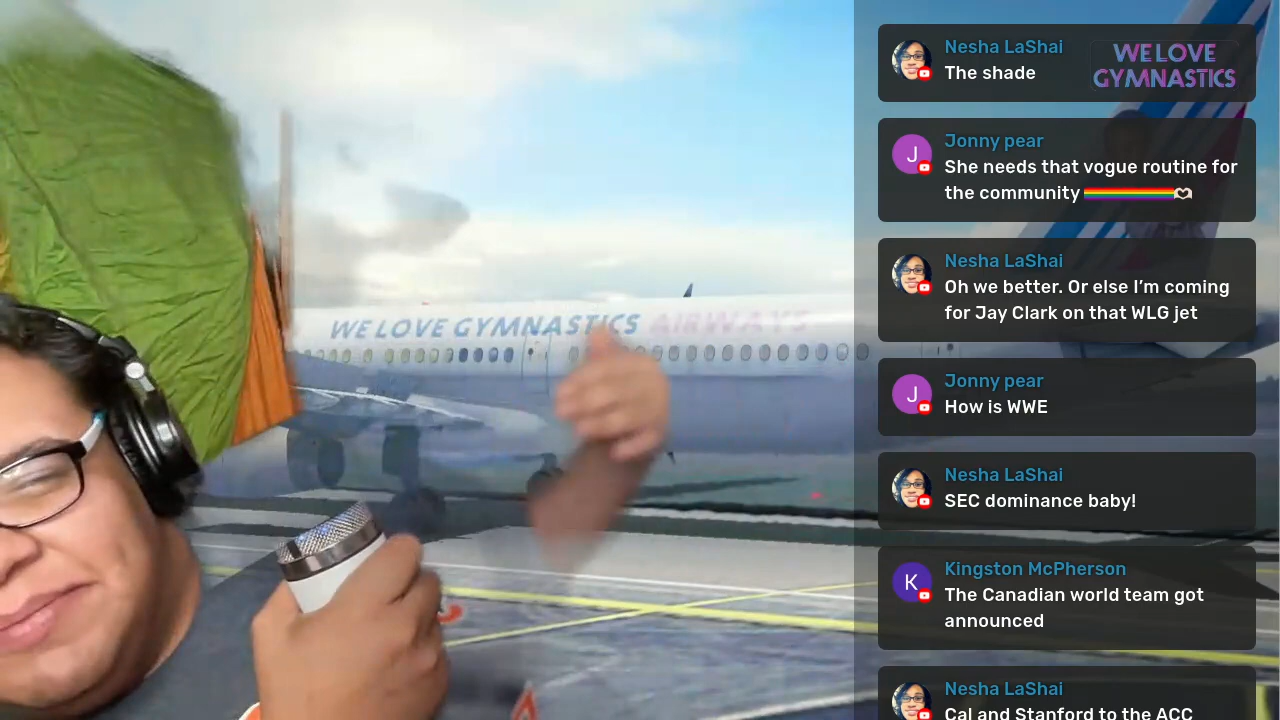 WE LOVE GYMNASTICS AIRWAYS
WE LOVE
GYMNASTICS
Nesha LaShai
The shade
J
Jonny pear
She needs that vogue routine for
the community
Nesha LaShai
Oh we better. Or else I’m coming
for Jay Clark on that WLG jet
J
Jonny pear
How is WWE
Nesha LaShai
SEC dominance baby!
K
Kingston McPherson
The Canadian world team got
announced
Nesha LaShai
Cal and Stanford to the ACC